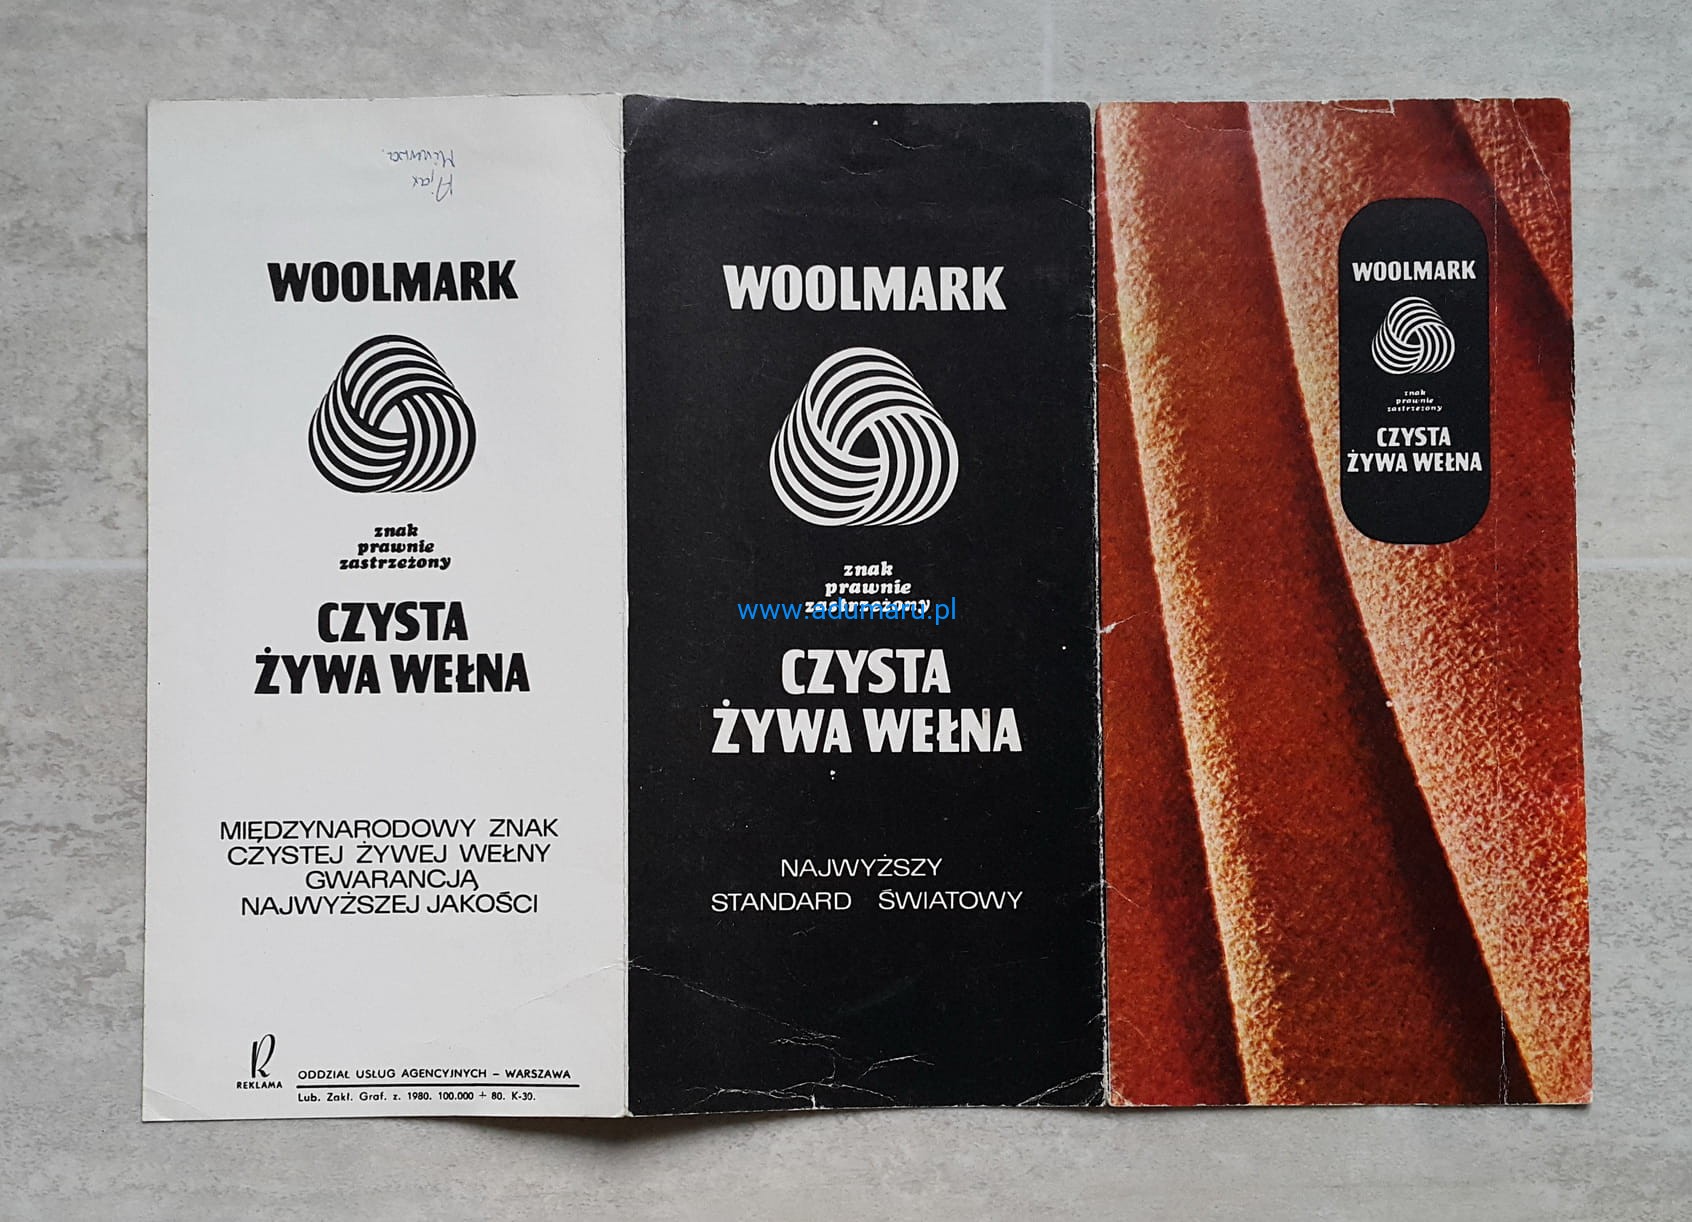 Ajax
Minerwa.
WOOLMARK
znak
prawnie
zastrzeżony
CZYSTA
ŻYWA WEŁNA
MIĘDZYNARODOWY ZNAK
CZYSTEJ ŻYWEJ WEŁNY
GWARANCJĄ
NAJWYŻSZEJ JAKOŚCI
R
REKLAMA
ODDZIAŁ USŁUG AGENCYJNYCH – WARSZAWA
Lub. Zakł. Graf. z. 1980. 100.000 + 80. K-30.
WOOLMARK
znak
prawnie
zastrzeżony
www.adumaru.pl
CZYSTA
ŻYWA WEŁNA
NAJWYŻSZY
STANDARD ŚWIATOWY
WOOLMARK
znak
prawnie
zastrzeżony
CZYSTA
ŻYWA WEŁNA